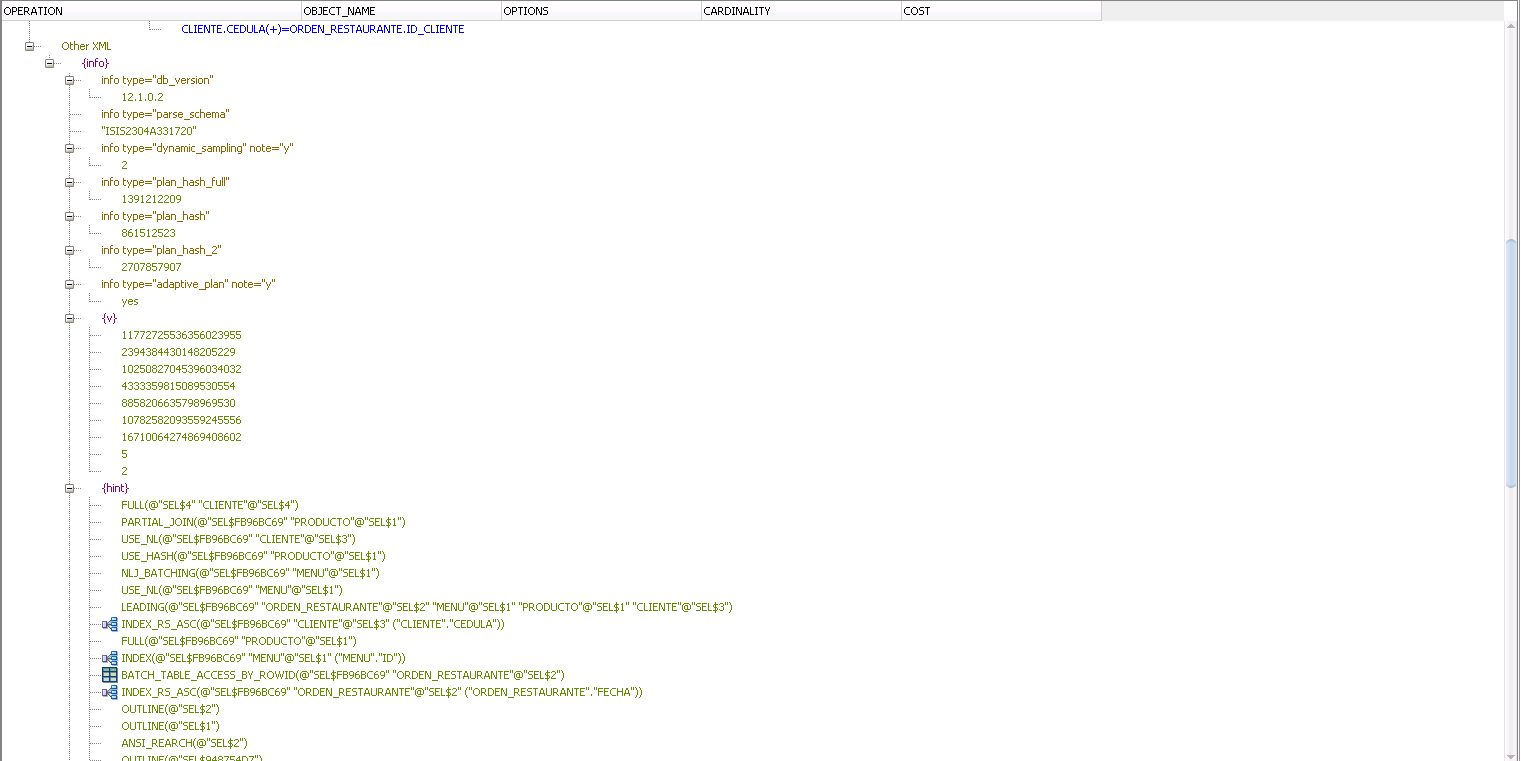 OPERATION OBJECT_NAME OPTIONS CARDINALITY COST
CLIENTE.CEDULA(+)=ORDEN_RESTAURANTE.ID_CLIENTE
Other XML
{info}
info type="db_version"
12.1.0.2
info type="parse_schema"
"ISIS2304A331720"
info type="dynamic_sampling" note="y"
2
info type="plan_hash_full"
1391212209
info type="plan_hash"
861512523
info type="plan_hash_2"
2707857907
info type="adaptive_plan" note="y"
yes
{v}
11772725536356023955
2394384430148205229
10250827045396034032
4333359815089530554
8858206635798969530
10782582093559245556
16710064274869408602
5
2
{hint}
FULL(@"SEL$4" "CLIENTE"@"SEL$4")
PARTIAL_JOIN(@"SEL$FB96BC69" "PRODUCTO"@"SEL$1")
USE_NL(@"SEL$FB96BC69" "CLIENTE"@"SEL$3")
USE_HASH(@"SEL$FB96BC69" "PRODUCTO"@"SEL$1")
NLJ_BATCHING(@"SEL$FB96BC69" "MENU"@"SEL$1")
USE_NL(@"SEL$FB96BC69" "MENU"@"SEL$1")
LEADING(@"SEL$FB96BC69" "ORDEN_RESTAURANTE"@"SEL$2" "MENU"@"SEL$1" "PRODUCTO"@"SEL$1" "CLIENTE"@"SEL$3")
INDEX_RS_ASC(@"SEL$FB96BC69" "CLIENTE"@"SEL$3" ("CLIENTE"."CEDULA"))
FULL(@"SEL$FB96BC69" "PRODUCTO"@"SEL$1")
INDEX(@"SEL$FB96BC69" "MENU"@"SEL$1" ("MENU"."ID"))
BATCH_TABLE_ACCESS_BY_ROWID(@"SEL$FB96BC69" "ORDEN_RESTAURANTE"@"SEL$2")
INDEX_RS_ASC(@"SEL$FB96BC69" "ORDEN_RESTAURANTE"@"SEL$2" ("ORDEN_RESTAURANTE"."FECHA"))
OUTLINE(@"SEL$2")
OUTLINE(@"SEL$1")
ANSI_REARCH(@"SEL$2")
OUTLINE(@"SEL$948754D7")